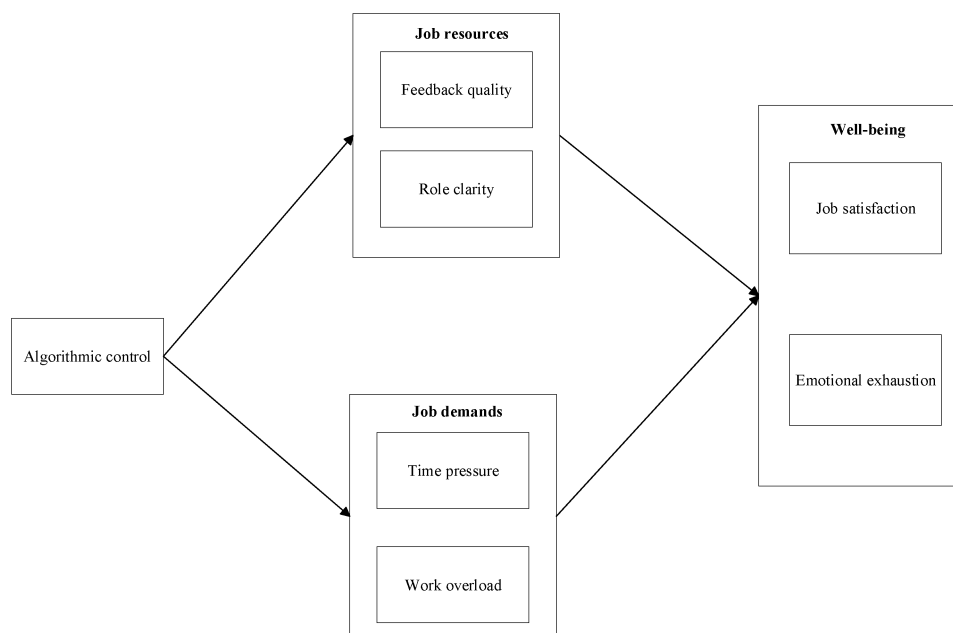 Job resources
Feedback quality
Role clarity
Algorithmic control
Job demands
Time pressure
Work overload
Well-being
Job satisfaction
Emotional exhaustion